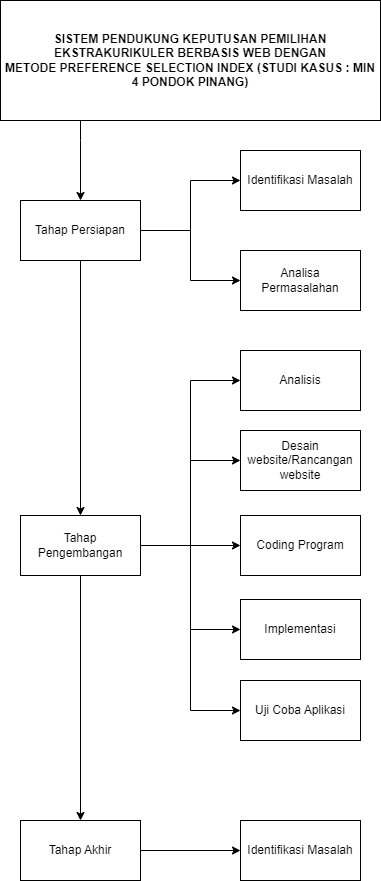 SISTEM PENDUKUNG KEPUTUSAN PEMILIHAN
EKSTRAKURIKULER BERBASIS WEB DENGAN
METODE PREFERENCE SELECTION INDEX (STUDI KASUS : MIN
4 PONDOK PINANG)
Identifikasi Masalah
Tahap Persiapan
Analisa
Permasalahan
Analisis
Desain
website/Rancangan
website
Tahap
Pengembangan
Coding Program
Implementasi
Uji Coba Aplikasi
Tahap Akhir
Identifikasi Masalah